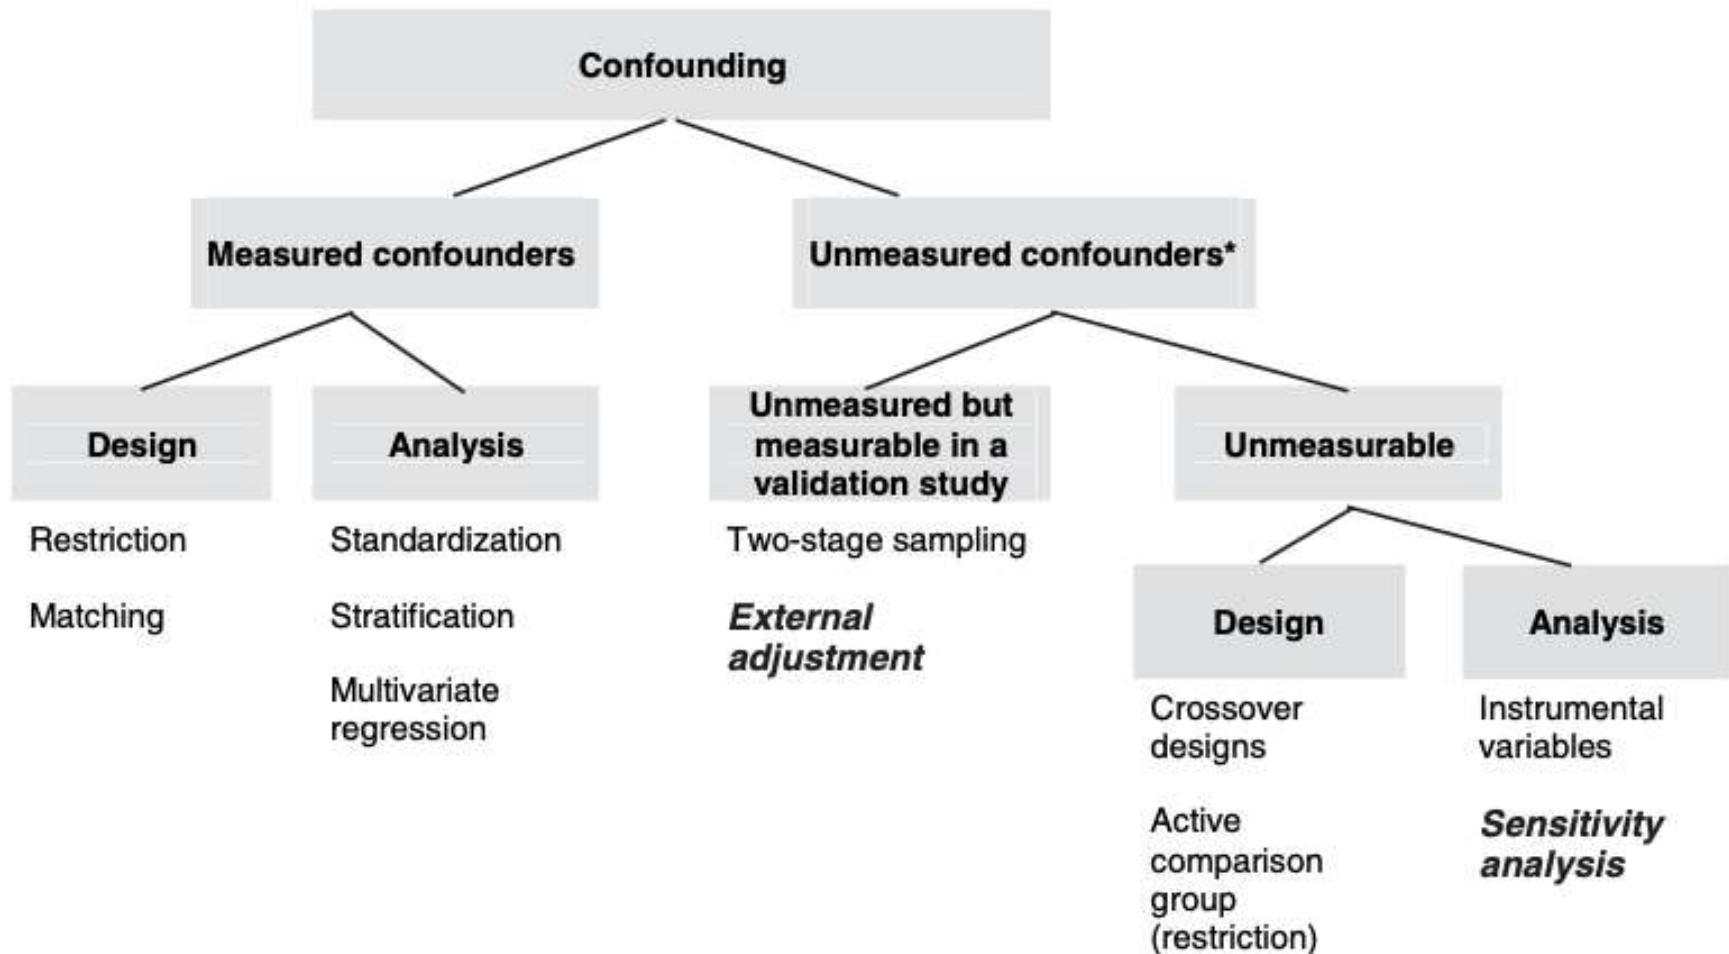 Confounding
Measured confounders
Unmeasured confounders*
Design
Analysis
Unmeasured but
measurable in a
validation study
Unmeasurable
Restriction
Matching
Standardization
Stratification
Multivariate
regression
Two-stage sampling
External
adjustment
Design
Analysis
Crossover
designs
Active
comparison
group
(restriction)
Instrumental
variables
Sensitivity
analysis